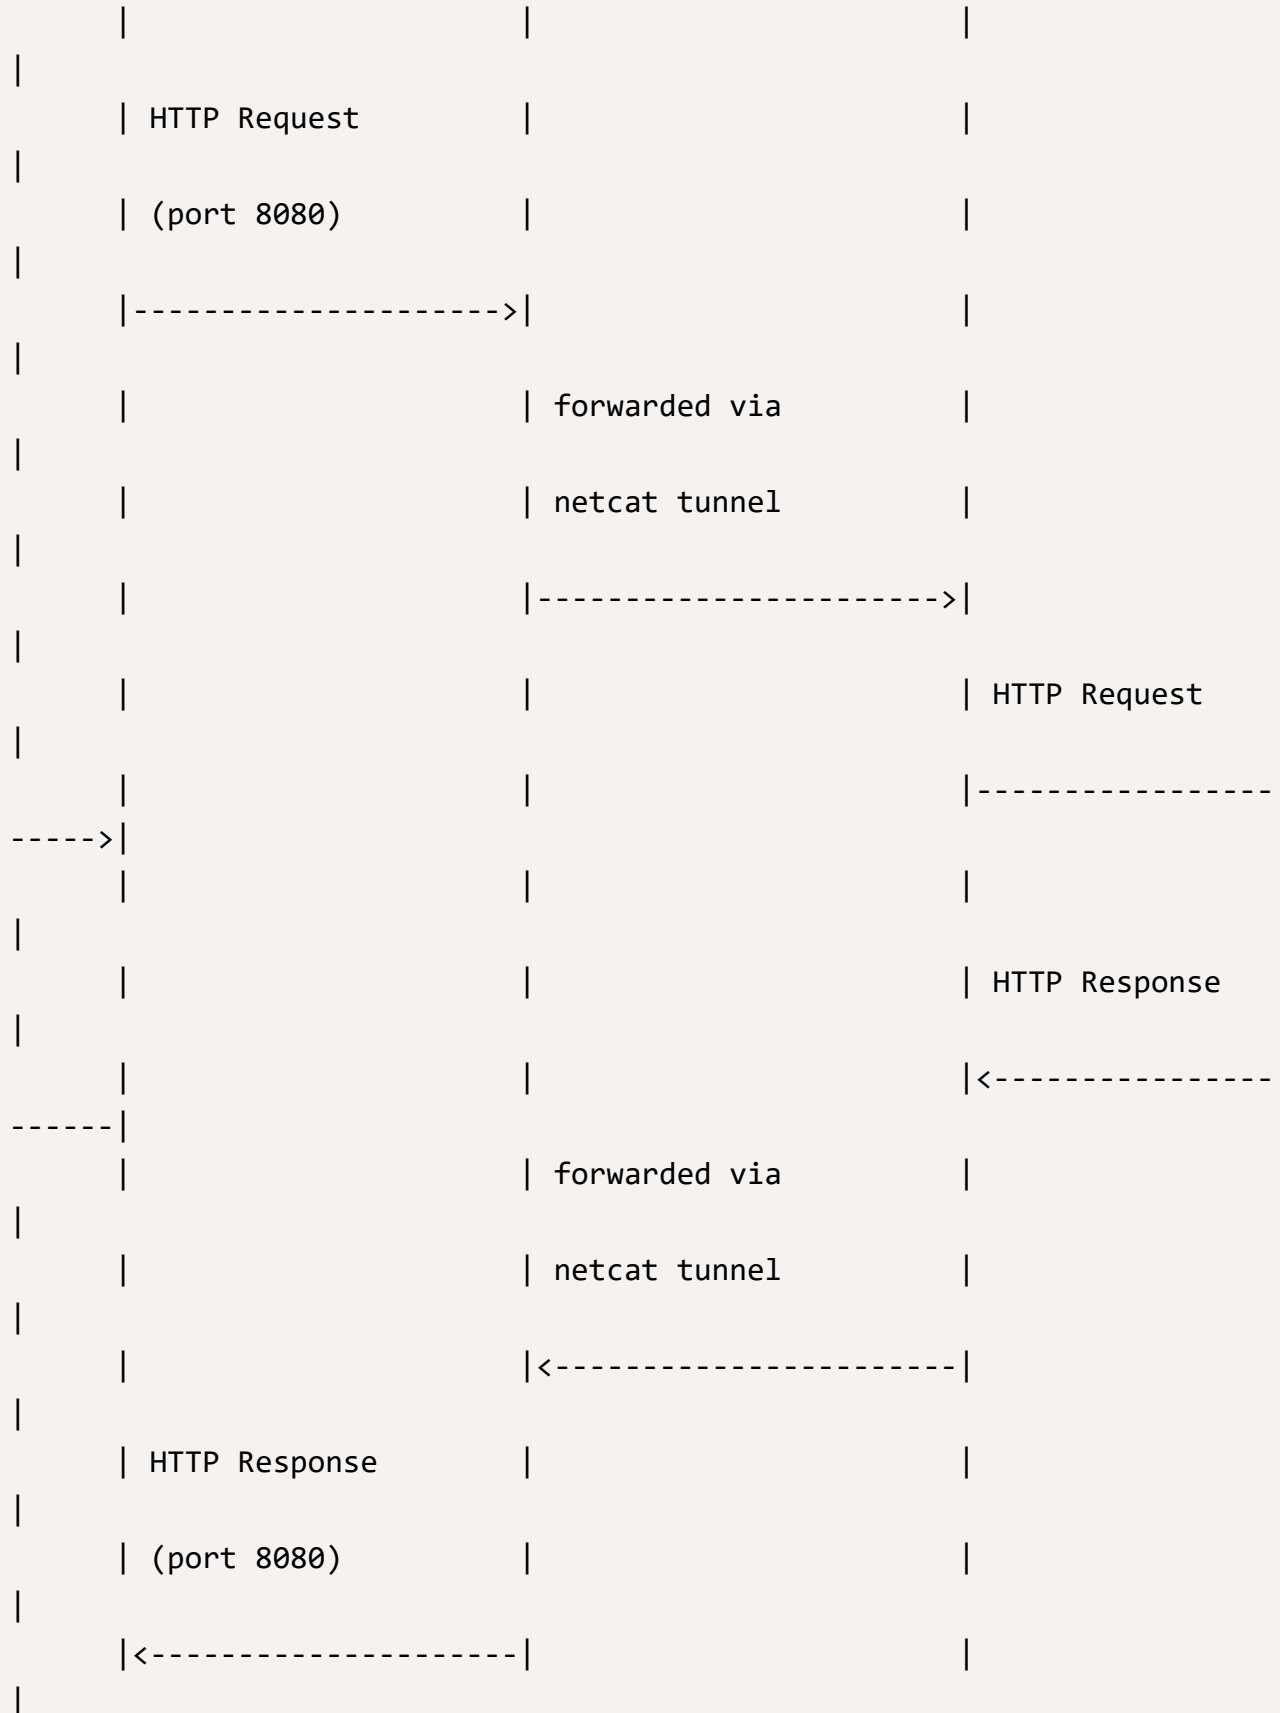 |                      |                        |
|
      | HTTP Request         |                        |
|
      | (port 8080)          |                        |
|
      |--------------------->|                        |
|
      |                      | forwarded via          |
|
      |                      | netcat tunnel          |
|
      |                      |----------------------->|
|
      |                      |                        | HTTP Request
|
      |                      |                        |-----------------
----->|
      |                      |                        |
|
      |                      |                        | HTTP Response
|
      |                      |                        |<----------------
------|
      |                      | forwarded via          |
|
      |                      | netcat tunnel          |
|
      |                      |<-----------------------|
|
      | HTTP Response        |                        |
|
      | (port 8080)          |                        |
|
      |<---------------------|                        |
|